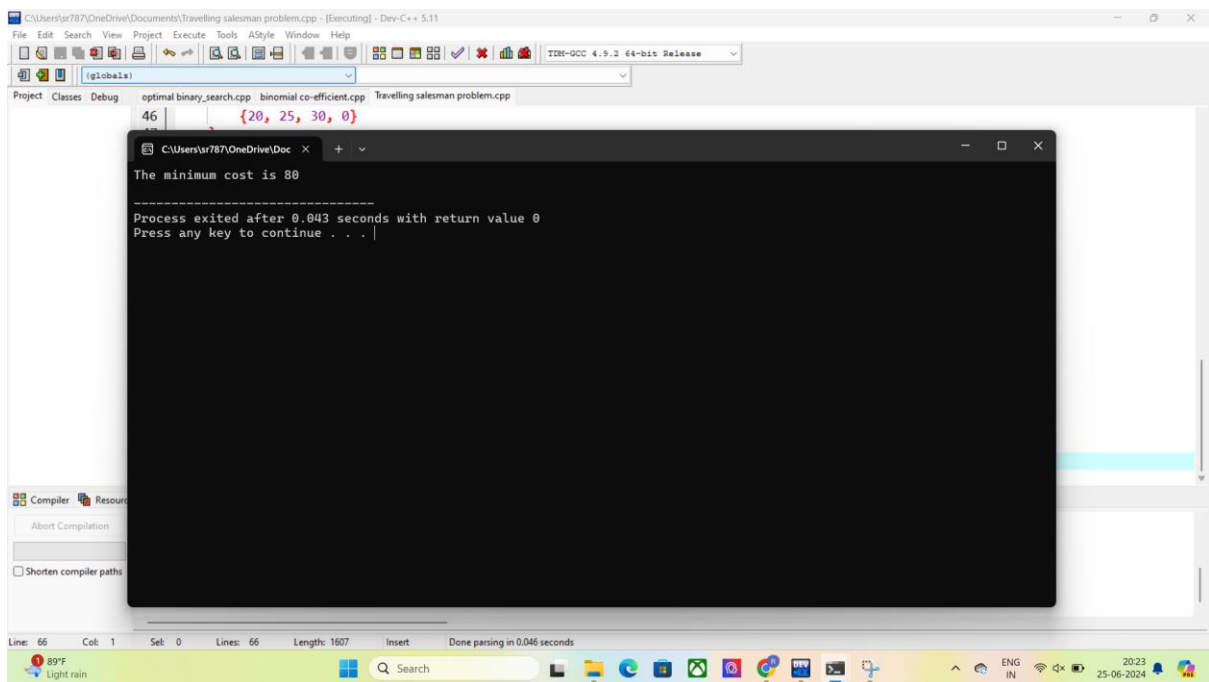 C:\Users\sr787\OneDrive\Documents\Travelling salesman problem.cpp - [Executing] - Dev-C++ 5.11
File Edit Search View Project Execute Tools AStyle Window Help
TDM-GCC 4.9.2 64-bit Release
(globals)
Project Classes Debug optimal binary_search.cpp binomial co-efficient.cpp Travelling salesman problem.cpp
46 {20, 25, 30, 0}
C:\Users\sr787\OneDrive\Doc
The minimum cost is 80
--------------------------------
Process exited after 0.043 seconds with return value 0
Press any key to continue . . .
Compiler Resourc
Abort Compilation
Shorten compiler paths
Line: 66 Col: 1 Sel: 0 Lines: 66 Length: 1607 Insert Done parsing in 0.046 seconds
1 89°F
Light rain
Search
ENG
IN
20:23
25-06-2024